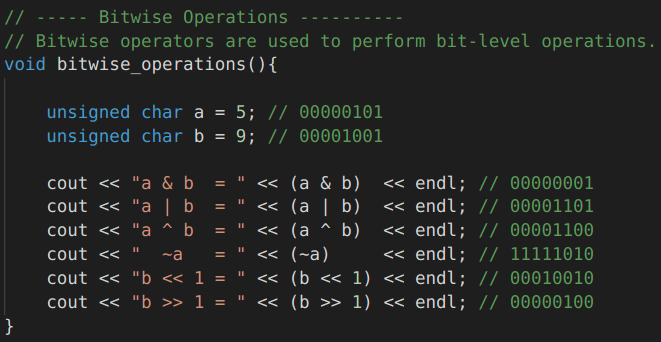 // ----- Bitwise Operations ----------
// Bitwise operators are used to perform bit-level operations.
void bitwise_operations(){
    unsigned char a = 5; // 00000101
    unsigned char b = 9; // 00001001
    cout << "a & b  = " << (a & b)  << endl; // 00000001
    cout << "a | b  = " << (a | b)  << endl; // 00001101
    cout << "a ^ b  = " << (a ^ b)  << endl; // 00001100
    cout << "  ~a   = " << (~a)     << endl; // 11111010
    cout << "b << 1 = " << (b << 1) << endl; // 00010010
    cout << "b >> 1 = " << (b >> 1) << endl; // 00000100
}